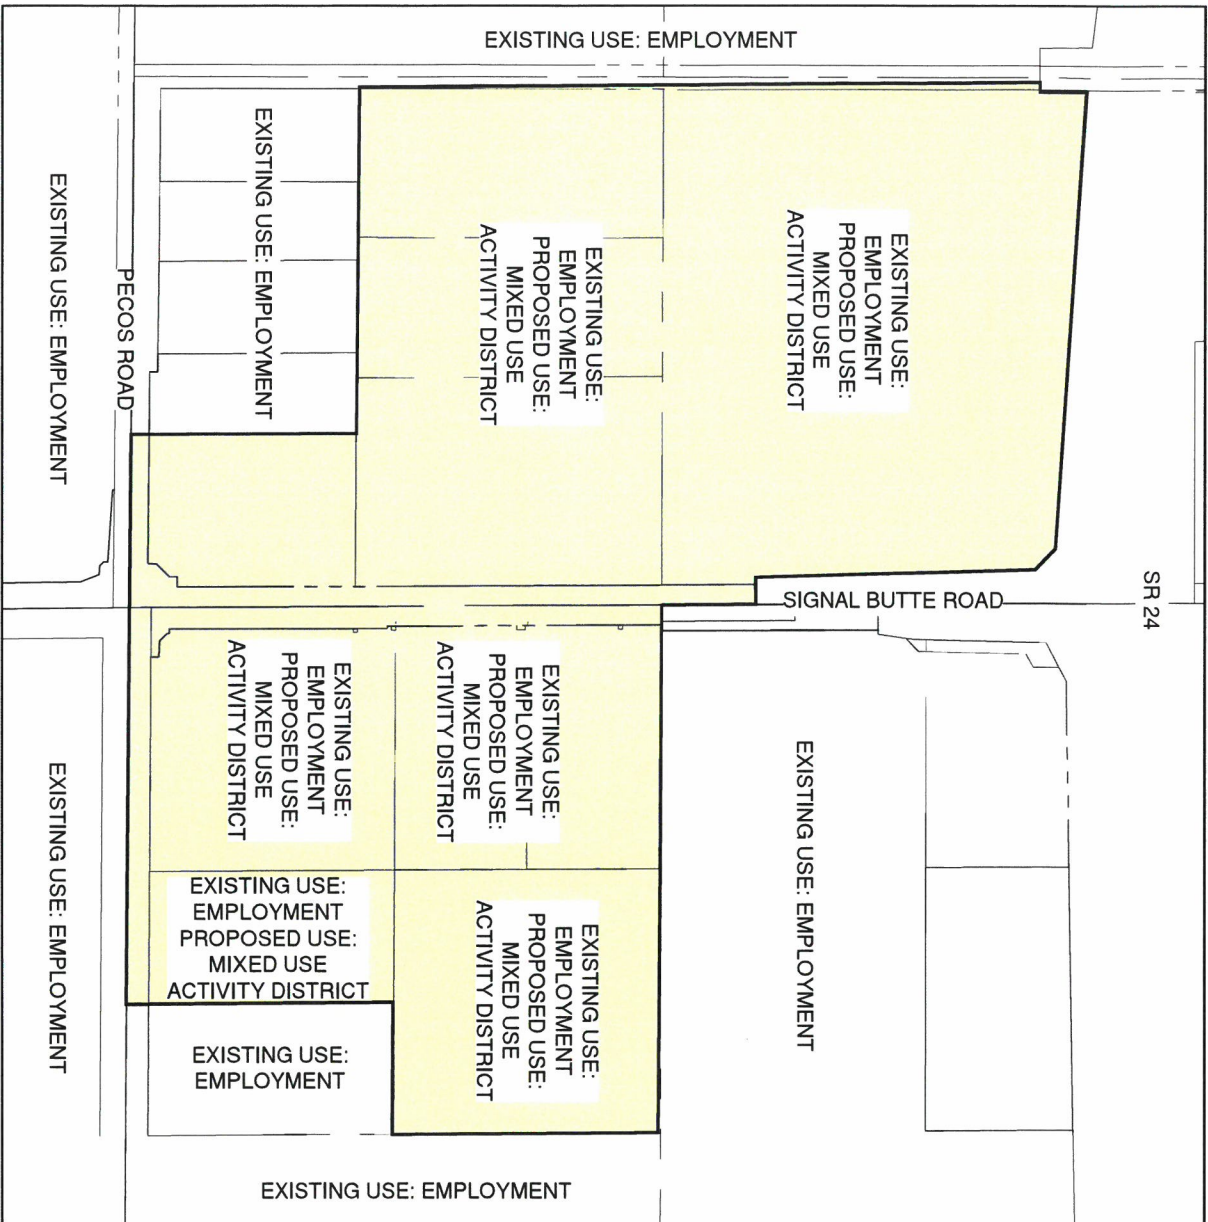 EXISTING USE: EMPLOYMENT
EXISTING USE: EMPLOYMENT
EXISTING USE: EMPLOYMENT
PECOS ROAD
EXISTING USE:
EMPLOYMENT
PROPOSED USE:
MIXED USE
ACTIVITY DISTRICT
EXISTING USE:
EMPLOYMENT
PROPOSED USE:
MIXED USE
ACTIVITY DISTRICT
SR 24
SIGNAL BUTTE ROAD
EXISTING USE:
EMPLOYMENT
PROPOSED USE:
MIXED USE
ACTIVITY DISTRICT
EXISTING USE:
EMPLOYMENT
PROPOSED USE:
MIXED USE
ACTIVITY DISTRICT
EXISTING USE: EMPLOYMENT
EXISTING USE: EMPLOYMENT
EXISTING USE:
EMPLOYMENT
PROPOSED USE:
MIXED USE
ACTIVITY DISTRICT
EXISTING USE:
EMPLOYMENT
PROPOSED USE:
MIXED USE
ACTIVITY DISTRICT
EXISTING USE:
EMPLOYMENT
EXISTING USE: EMPLOYMENT